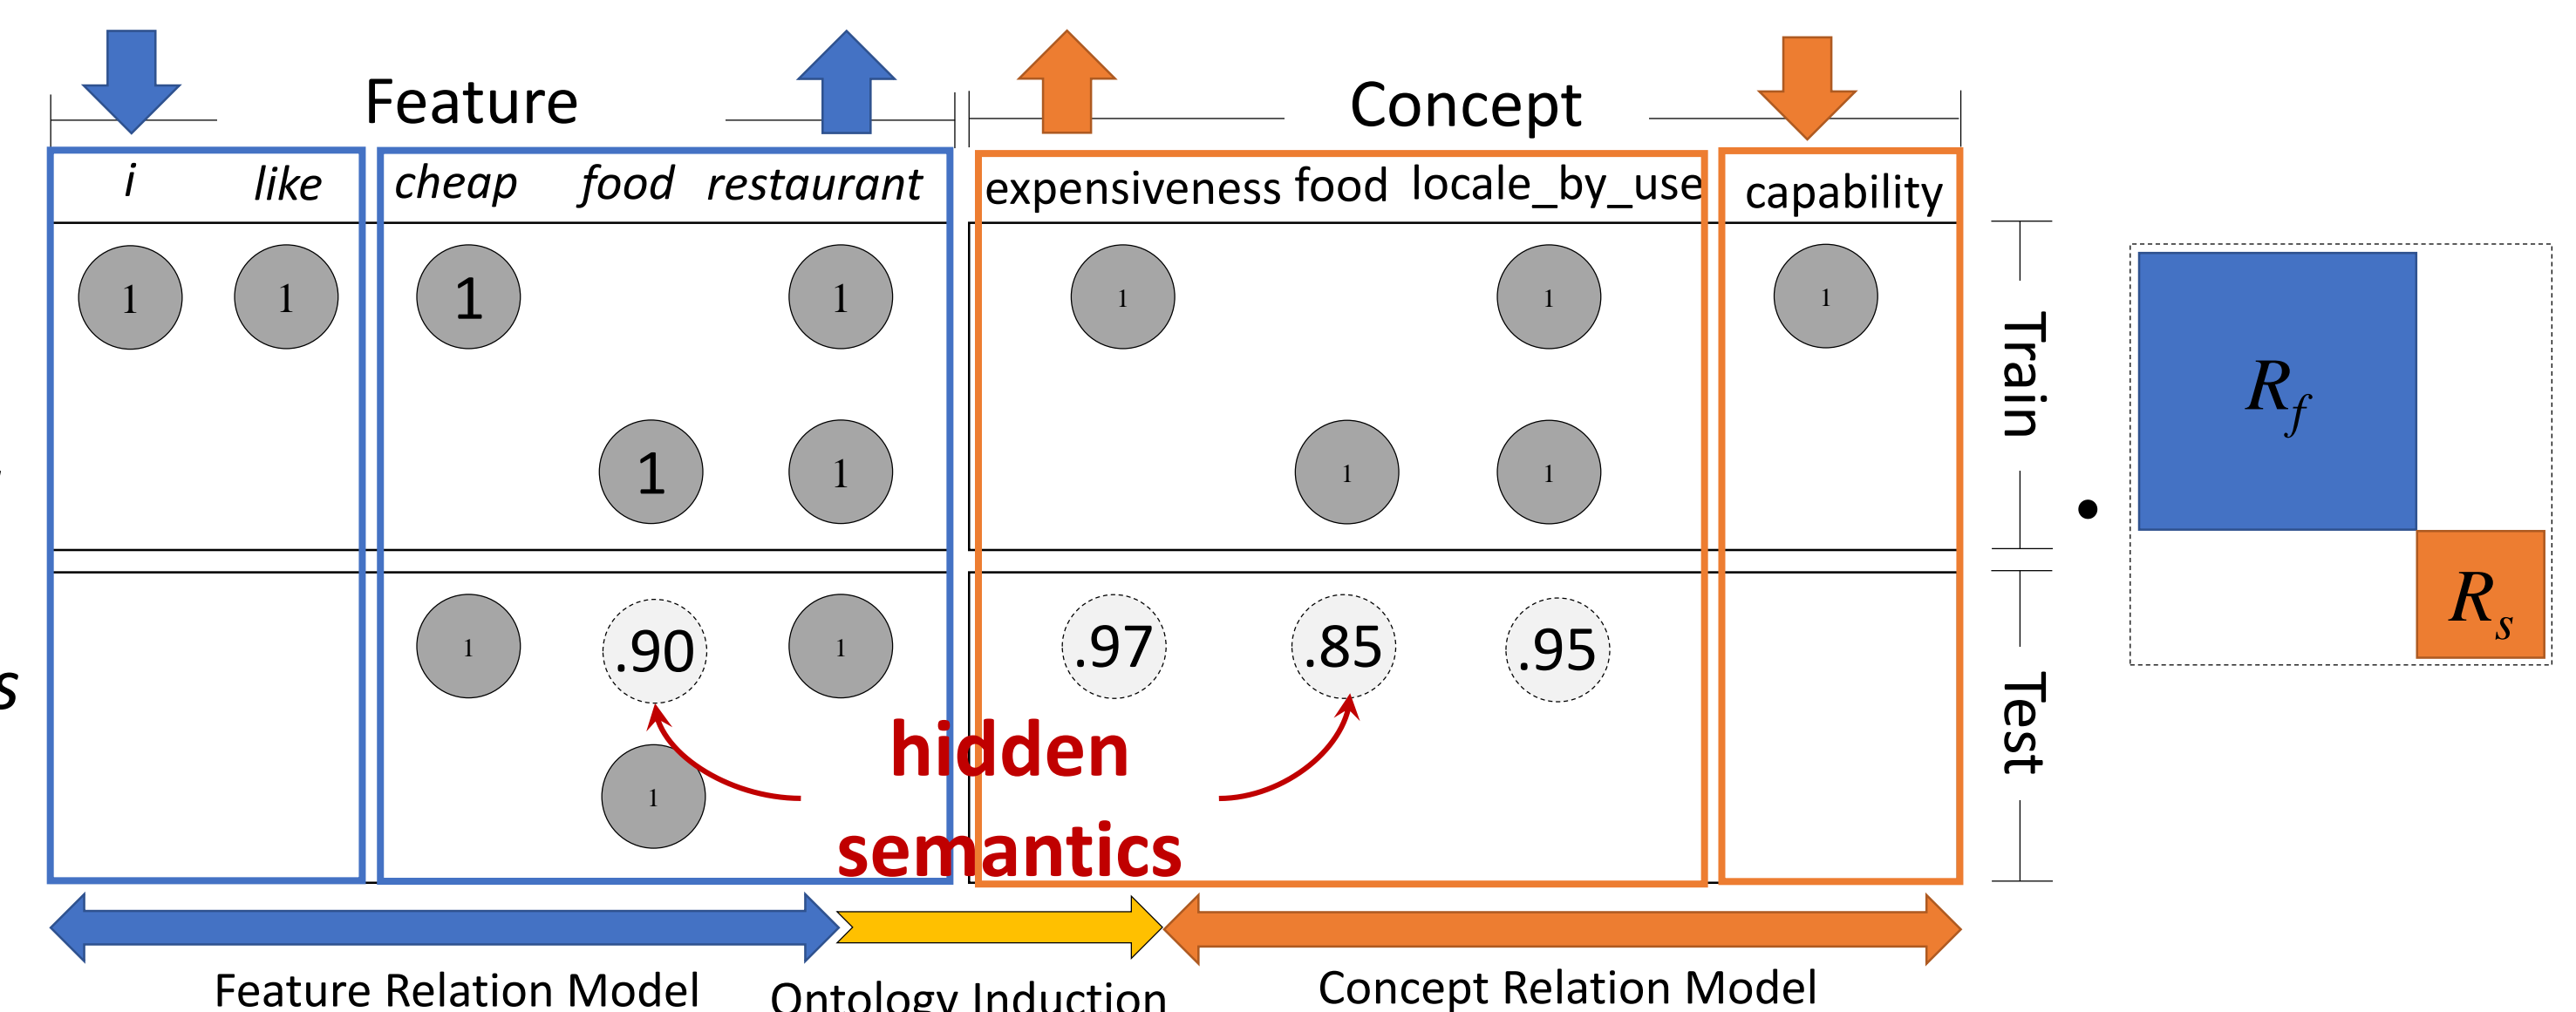 Feature Concept
i like cheap food restaurant expensiveness food locale_by_use capability
1 1 1 1 1 1 1
Train
R_f
1 1 1 1
R_s
1 .90 1 .97 .85 .95
Test
s
hidden
1
semantics
Feature Relation Model Ontology Induction Concept Relation Model